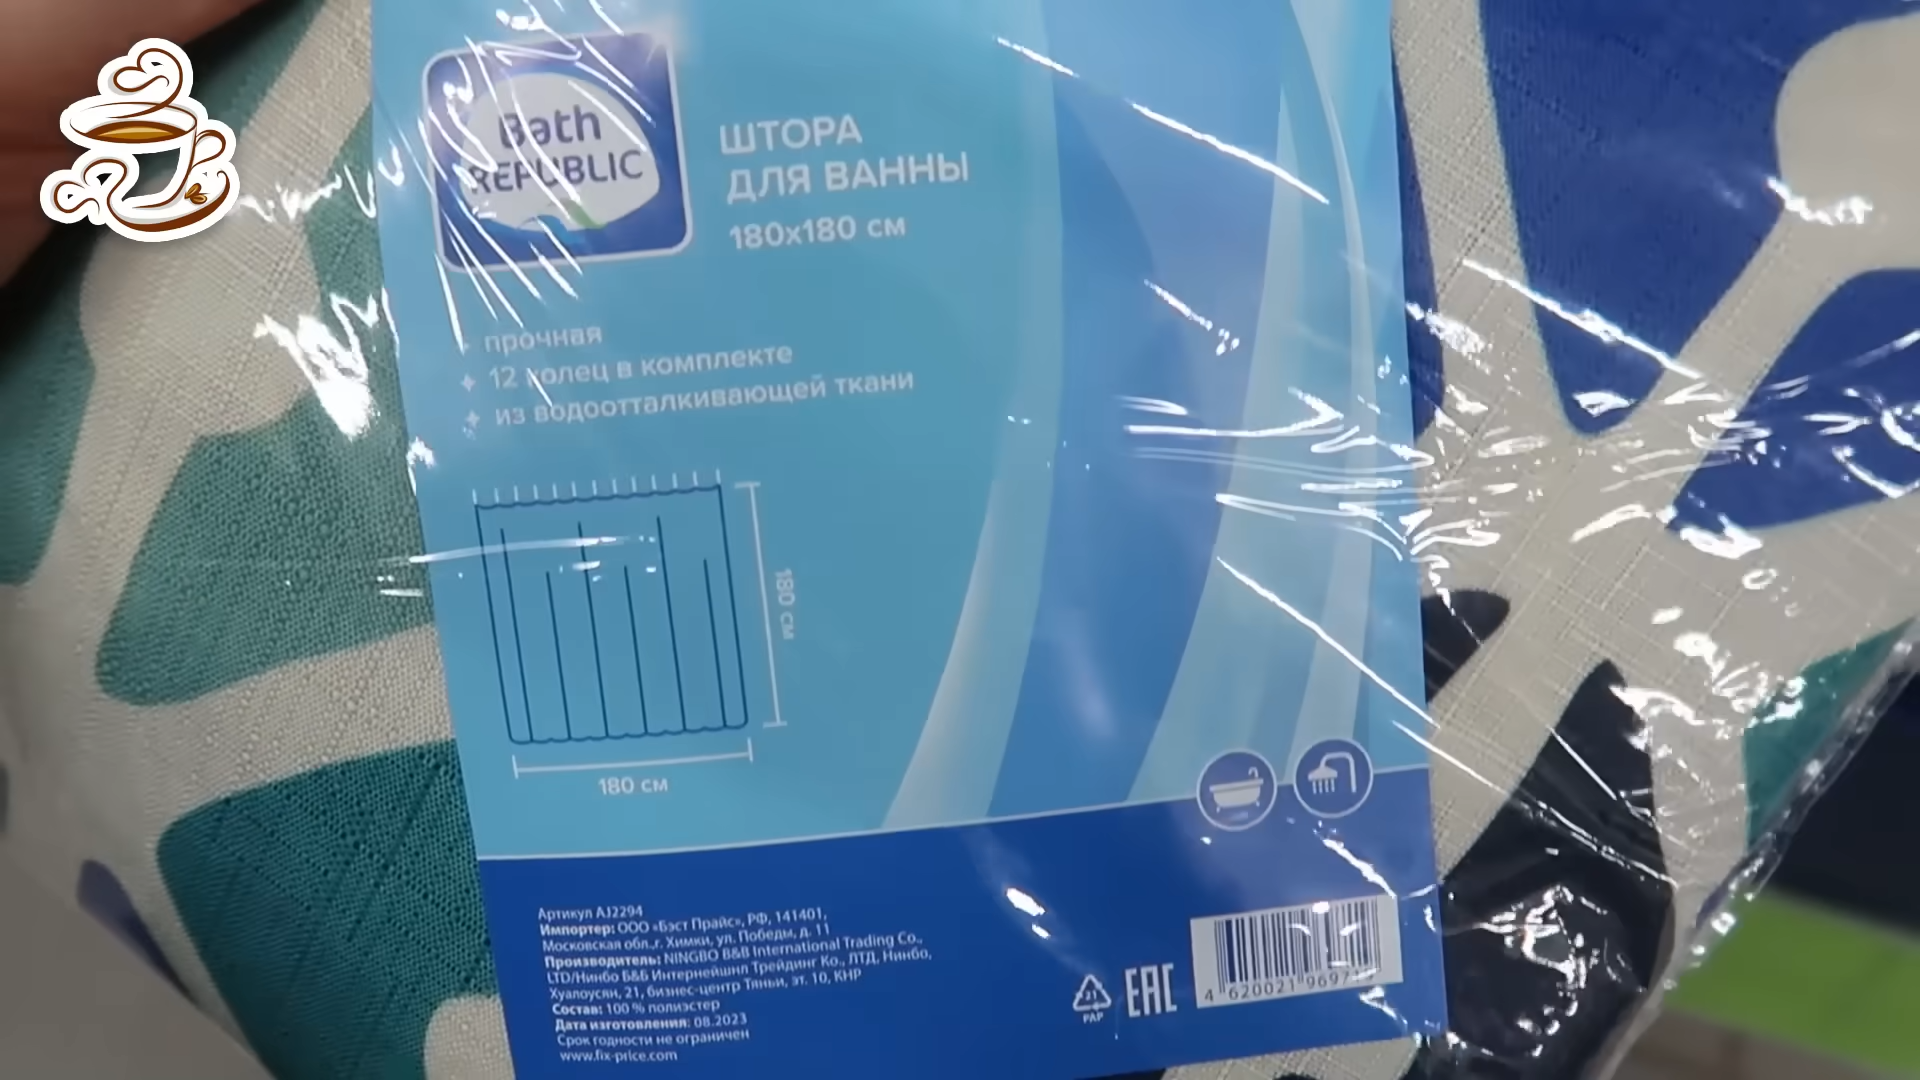 Bath
REPUBLIC
ШТОРА
ДЛЯ ВАННЫ
180х180 см
прочная
12 колец в комплекте
из водоотталкивающей ткани
180 см
180 см
Артикул AJ2294
Импортер: ООО «Бэст Прайс», РФ, 141401,
Московская обл.,г. Химки, ул. Победы, д. 11
Производитель: NINGBO B&B International Trading Co.,
LTD/Нинбо Б&Б Интернейшнл Трейдинг Ко., ЛТД, Нинбо,
Хуалоусян, 21, бизнес-центр Тяньи, эт. 10, КНР
Состав: 100 % полиэстер
Дата изготовления: 08.2023
Срок годности не ограничен
www.fix-price.com
21
PAP
EAC
4 620021